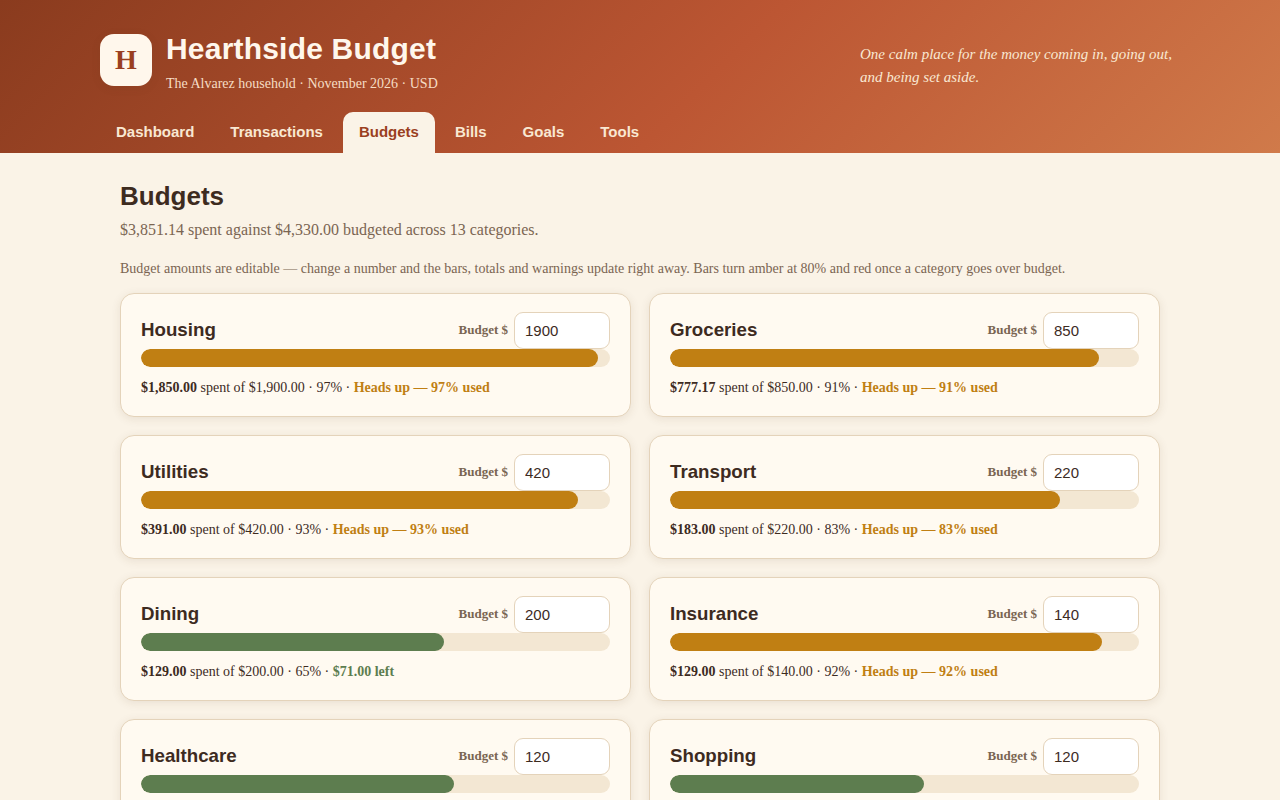 H
Hearthside Budget
The Alvarez household · November 2026 · USD
One calm place for the money coming in, going out,
and being set aside.
Dashboard Transactions Budgets Bills Goals Tools
Budgets
$3,851.14 spent against $4,330.00 budgeted across 13 categories.
Budget amounts are editable — change a number and the bars, totals and warnings update right away. Bars turn amber at 80% and red once a category goes over budget.
Housing Budget $ 1900
$1,850.00 spent of $1,900.00 · 97% · Heads up — 97% used
Groceries Budget $ 850
$777.17 spent of $850.00 · 91% · Heads up — 91% used
Utilities Budget $ 420
$391.00 spent of $420.00 · 93% · Heads up — 93% used
Transport Budget $ 220
$183.00 spent of $220.00 · 83% · Heads up — 83% used
Dining Budget $ 200
$129.00 spent of $200.00 · 65% · $71.00 left
Insurance Budget $ 140
$129.00 spent of $140.00 · 92% · Heads up — 92% used
Healthcare Budget $ 120
Shopping Budget $ 120